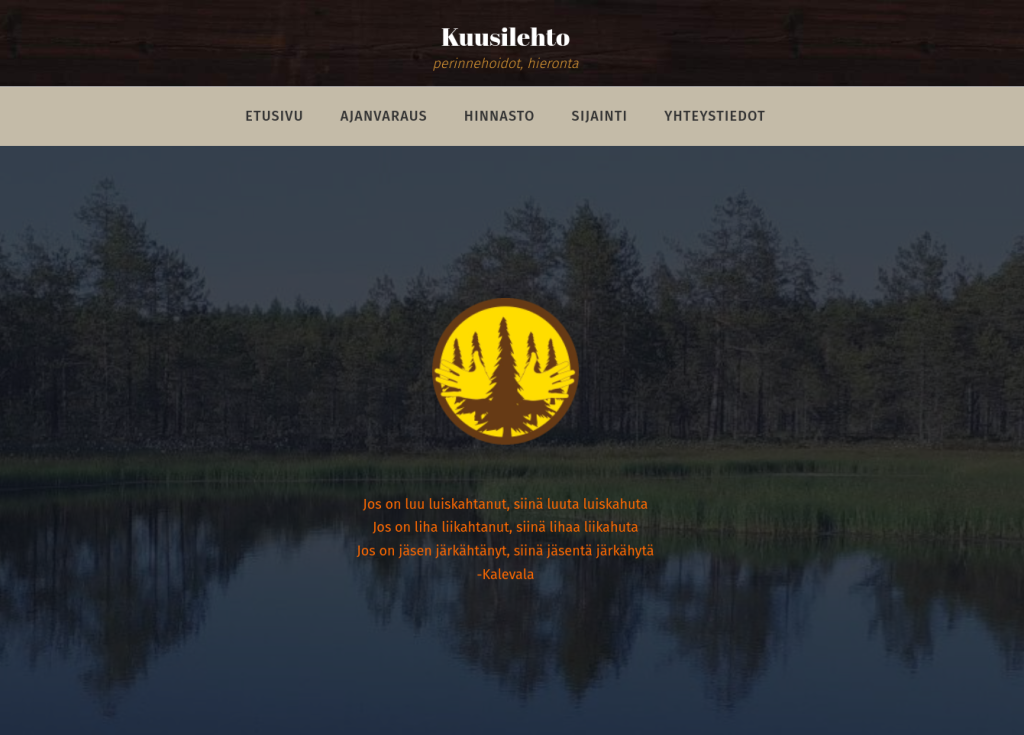 Kuusilehto
perinnehoidot, hieronta
ETUSIVU AJANVARAUS HINNASTO SIJAINTI YHTEYSTIEDOT
Jos on luu luiskahtanut, siinä luuta luiskahuta
Jos on liha liikahtanut, siinä lihaa liikahuta
Jos on jäsen järkähtänyt, siinä jäsentä järkähytä
-Kalevala